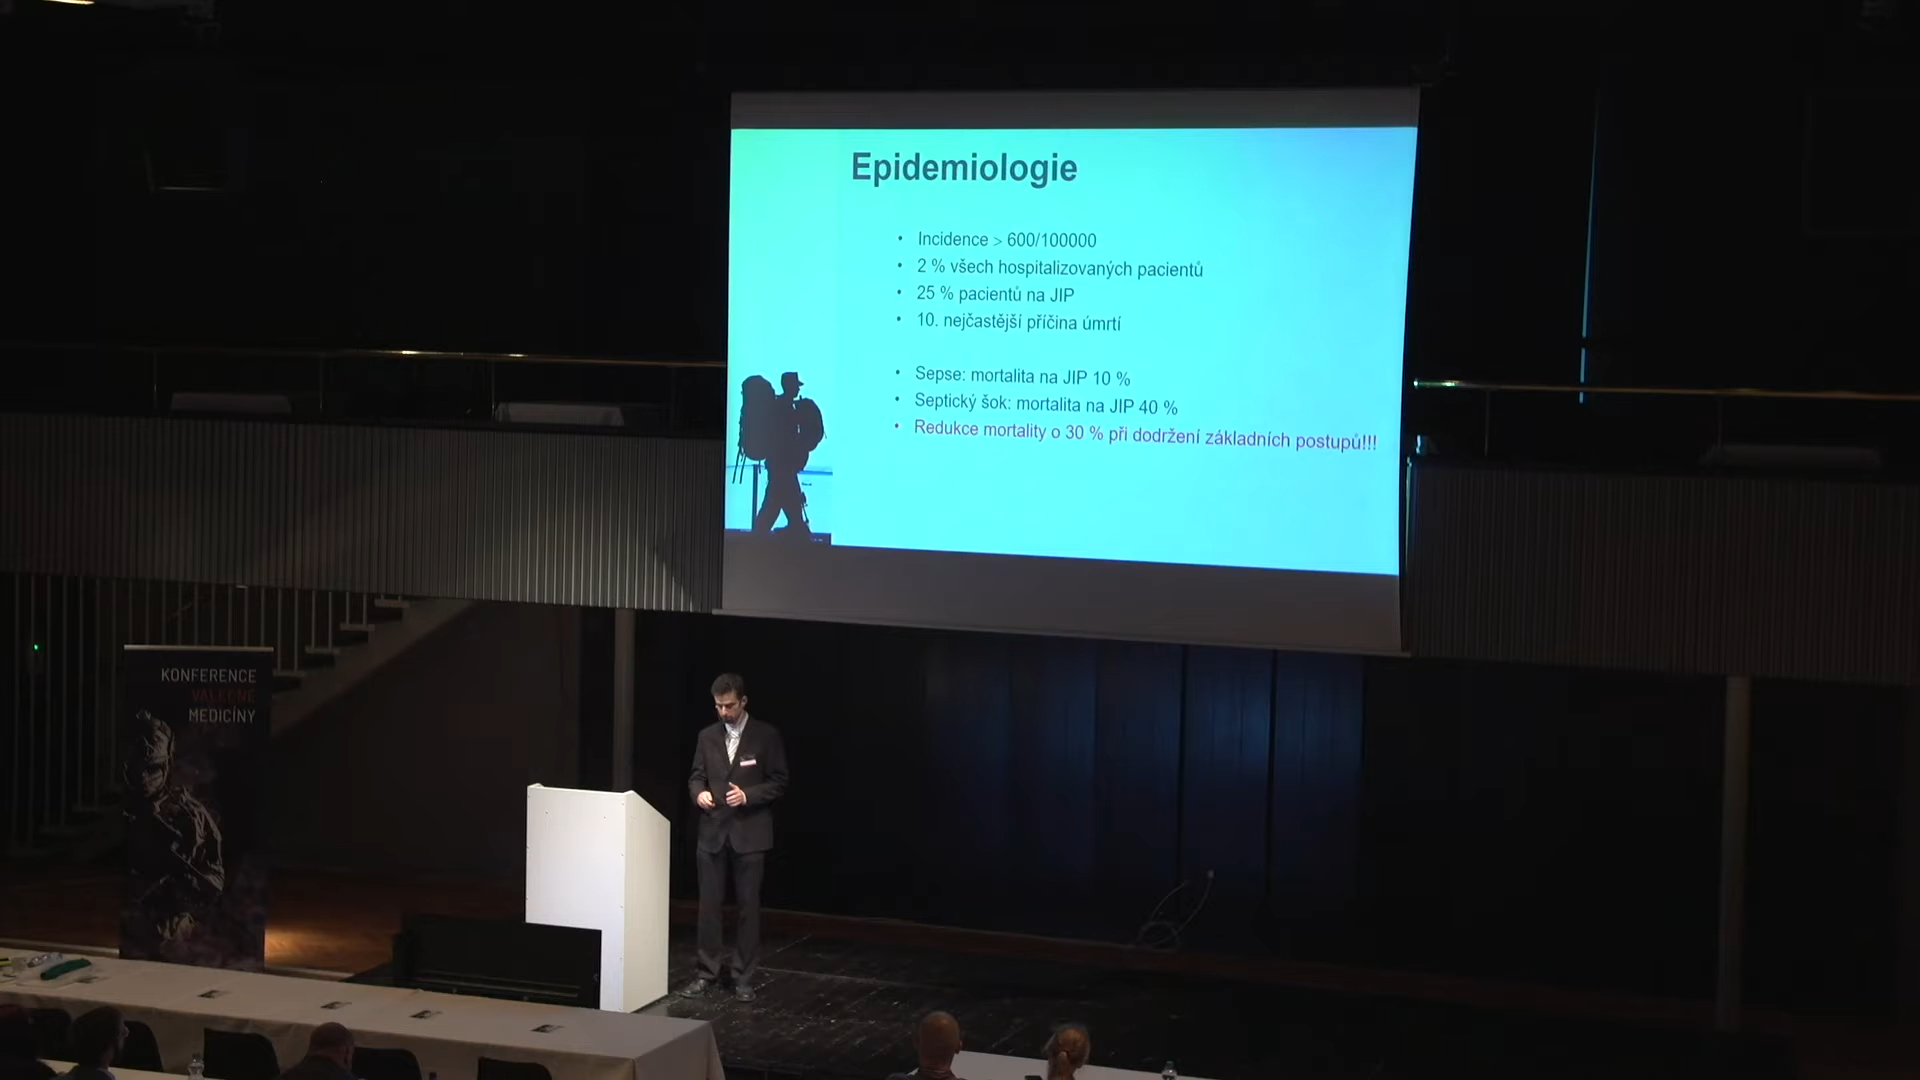 Epidemiologie
• Incidence > 600/100000
• 2 % všech hospitalizovaných pacientů
• 25 % pacientů na JIP
• 10. nejčastější příčina úmrtí
• Sepse: mortalita na JIP 10 %
• Septický šok: mortalita na JIP 40 %
• Redukce mortality o 30 % při dodržení základních postupů!!!
KONFERENCE
VÁLEČNÉ
MEDICÍNY